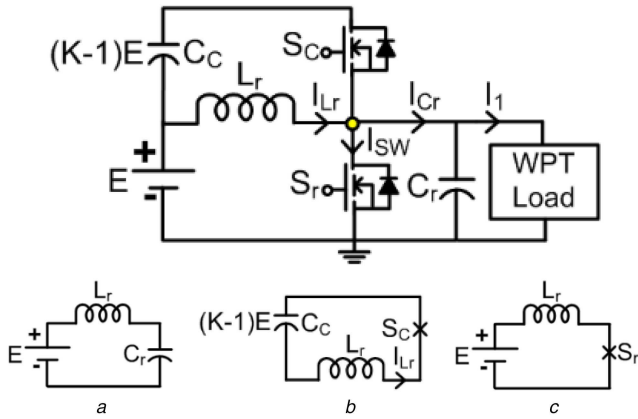 (K-1)E
C_C
S_C
L_r
I_Lr
I_Cr
I_1
I_SW
+
E
-
S_r
C_r
WPT
Load
L_r
+
E
-
C_r
a
(K-1)E
C_C
S_C
L_r
I_Lr
b
L_r
+
E
-
S_r
c